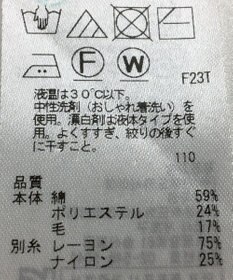 F
W
F23T
液温は30℃以下。
中性洗剤(おしゃれ着洗い)を
使用。漂白剤は液体タイプを使
用。よくすすぎ、絞りの後すぐ
に干すこと。
110
品質
本体 綿 59%
ポリエステル 24%
毛 17%
別糸 レーヨン 75%
ナイロン 25%